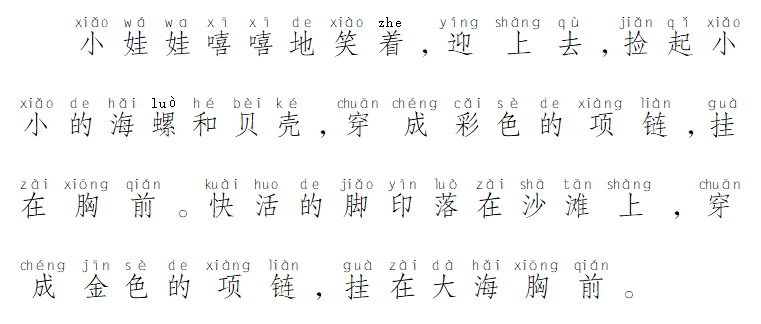 xiǎo wá wa xī xī de xiào zhe yíng shàng qù jiǎn qǐ xiǎo
小娃娃嘻嘻地笑着,迎上去,捡起小
xiǎo de hǎi luò hé bèi ké chuān chéng cǎi sè de xiàng liàn guà
小的海螺和贝壳,穿成彩色的项链,挂
zài xiōng qián kuài huo de jiǎo yìn luò zài shā tān shàng chuān
在胸前。快活的脚印落在沙滩上,穿
chéng jīn sè de xiàng liàn guà zài dà hǎi xiōng qián
成金色的项链,挂在大海胸前。